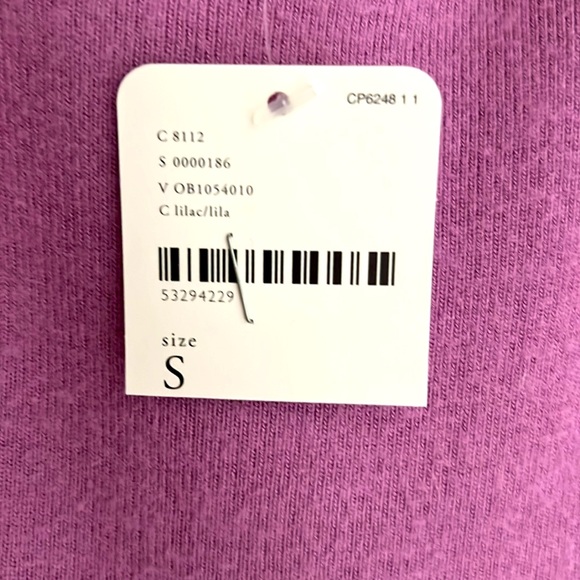 CP6248 1 1
C 8112
S 0000186
V OB1054010
C lilac/lila
53294229
size
S